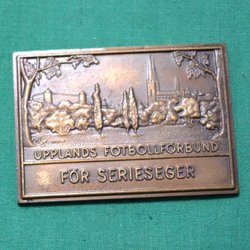 UPPLANDS FOTBOLLFÖRBUND
FÖR SERIESEGER